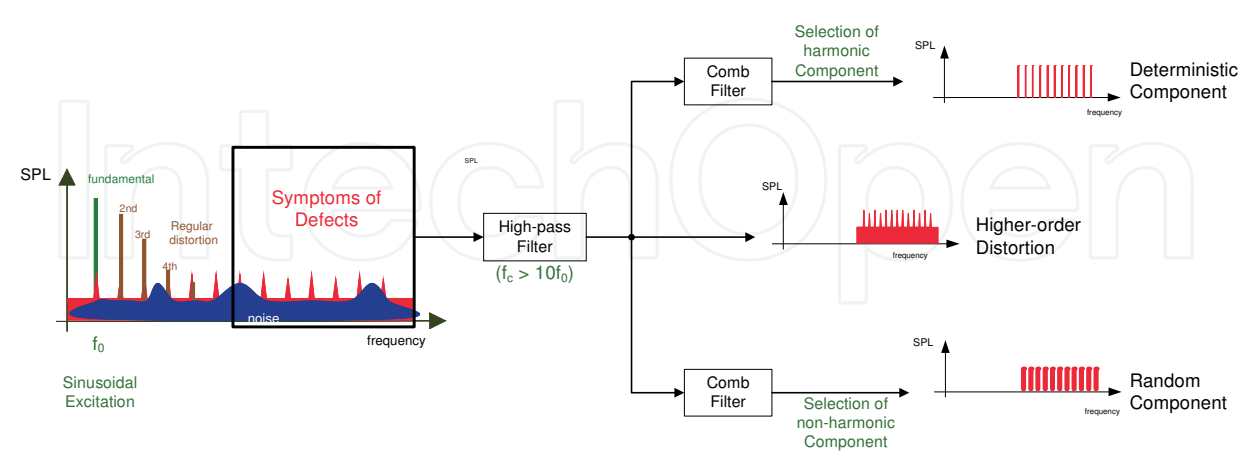 SPL
fundamental
2nd
3rd
4th
Regular
distortion
Symptoms of
Defects
noise
frequency
f0
Sinusoidal
Excitation
SPL
High-pass
Filter
(fc > 10f0)
Comb
Filter
Selection of
harmonic
Component
SPL
frequency
Deterministic
Component
SPL
frequency
Higher-order
Distortion
Comb
Filter
Selection of
non-harmonic
Component
SPL
frequency
Random
Component
IntechOpen